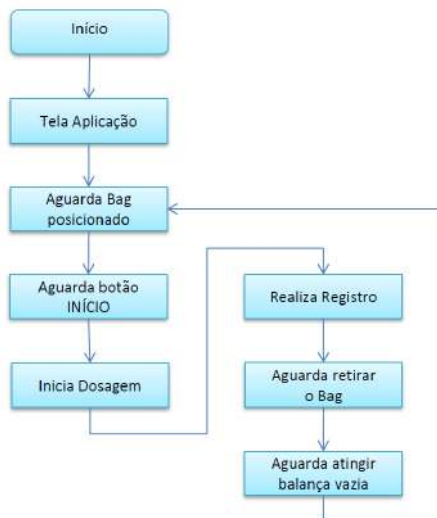 Início
Tela Aplicação
Aguarda Bag
posicionado
Aguarda botão
INÍCIO
Inicia Dosagem
Realiza Registro
Aguarda retirar
o Bag
Aguarda atingir
balança vazia